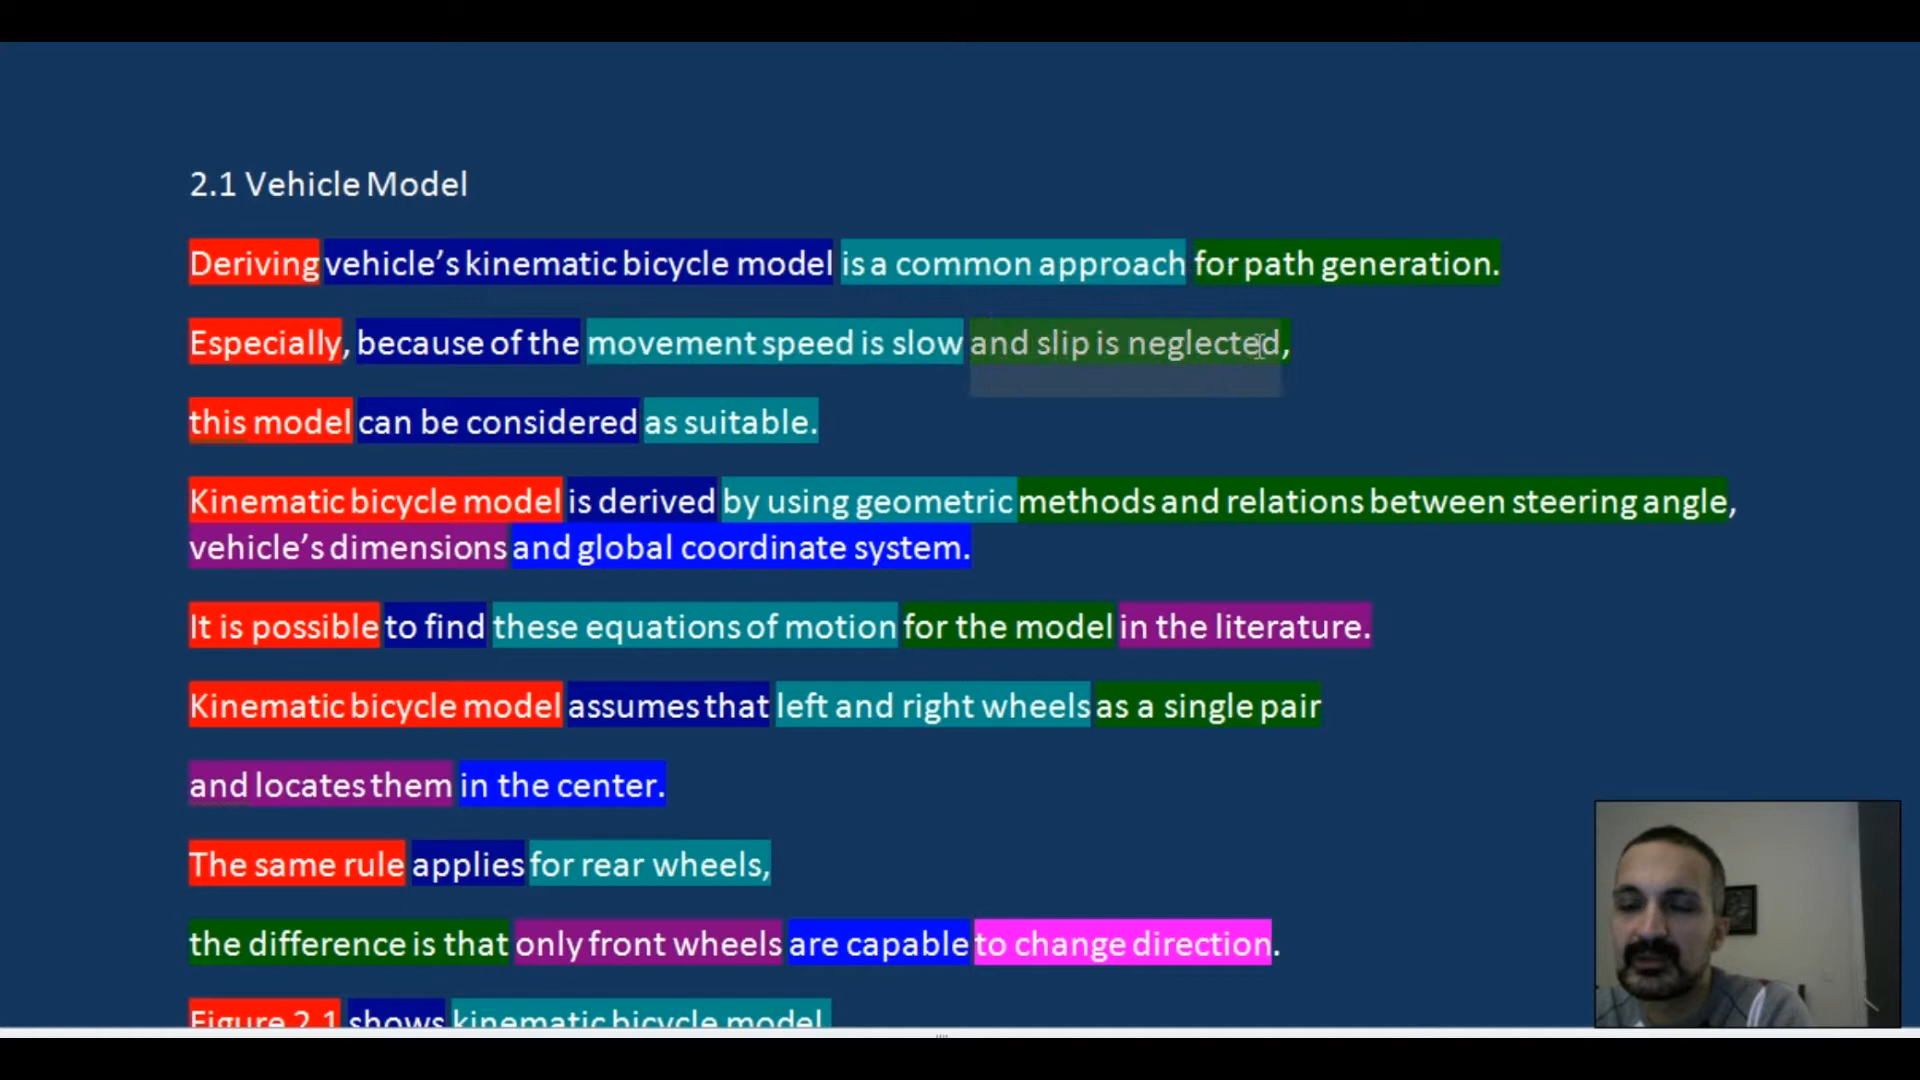 2.1 Vehicle Model
Deriving vehicle’s kinematic bicycle model is a common approach for path generation.
Especially, because of the movement speed is slow and slip is neglected,
this model can be considered as suitable.
Kinematic bicycle model is derived by using geometric methods and relations between steering angle,
vehicle’s dimensions and global coordinate system.
It is possible to find these equations of motion for the model in the literature.
Kinematic bicycle model assumes that left and right wheels as a single pair
and locates them in the center.
The same rule applies for rear wheels,
the difference is that only front wheels are capable to change direction.
Figure 2.1 shows kinematic bicycle model.